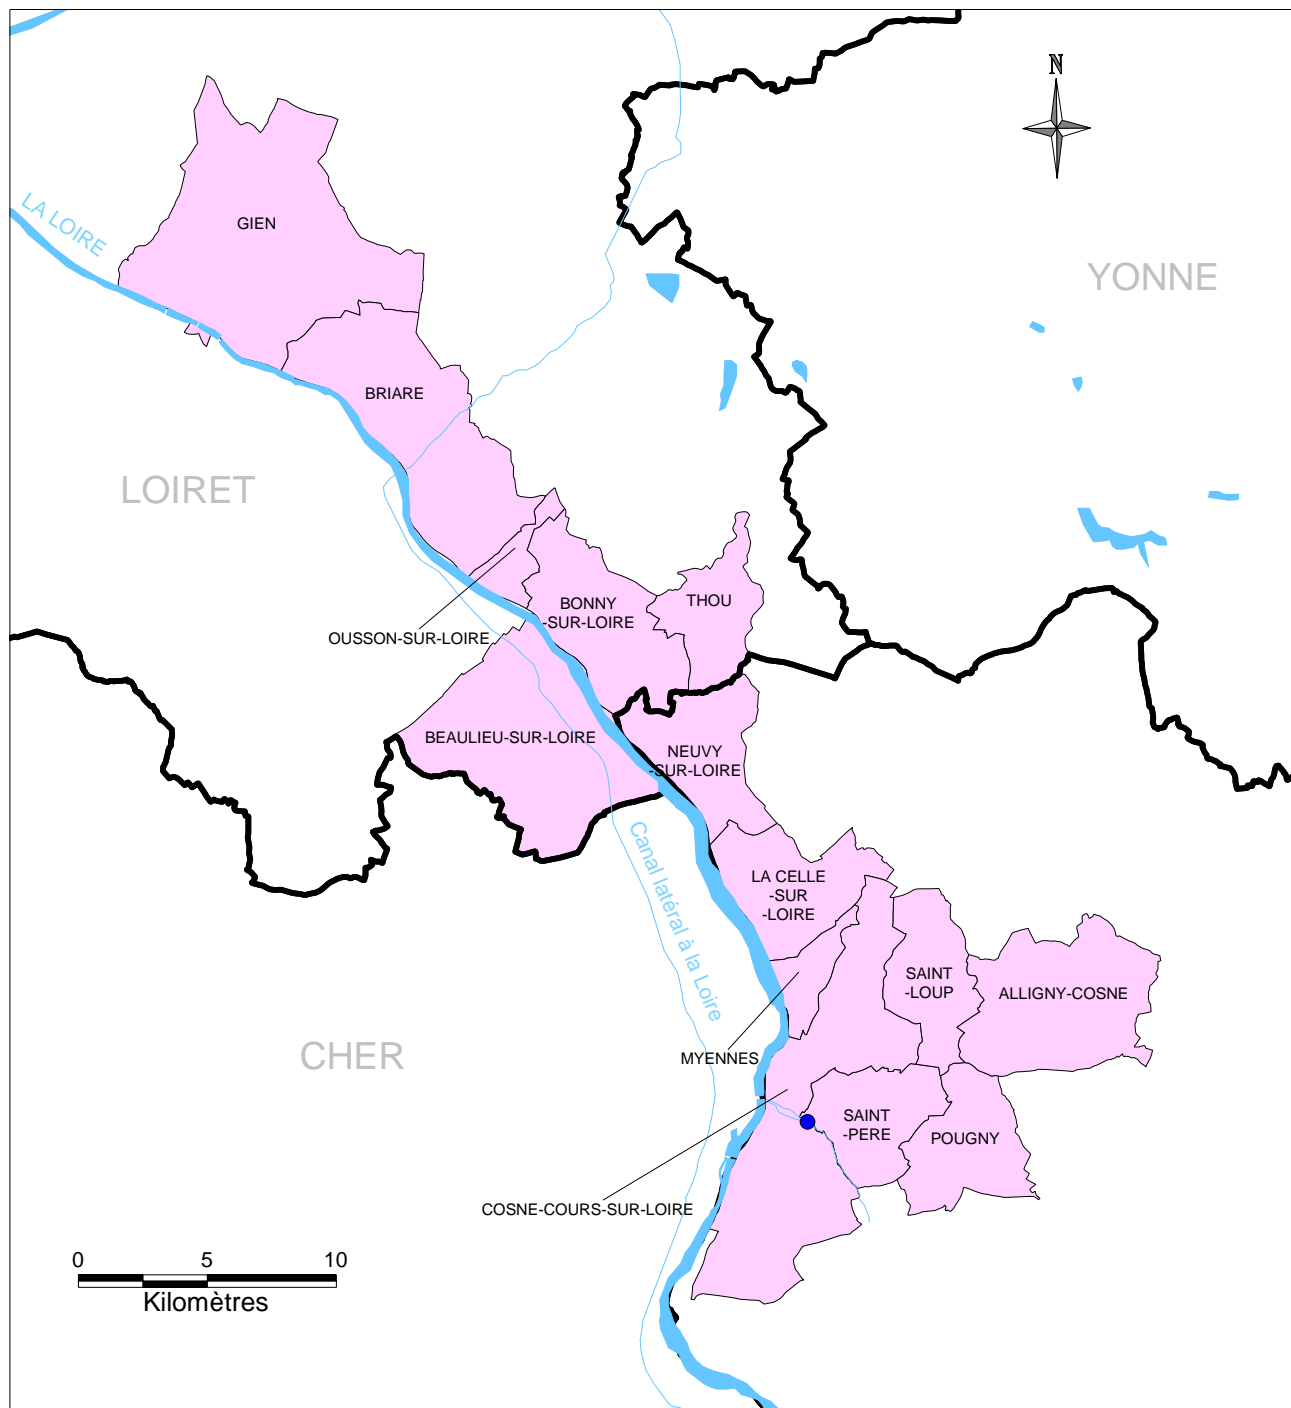 N
LA LOIRE
GIEN
YONNE
BRIARE
LOIRET
BONNY
-SUR-LOIRE
THOU
OUSSON-SUR-LOIRE
BEAULIEU-SUR-LOIRE
NEUVY
-SUR-LOIRE
Canal latéral à la Loire
LA CELLE
-SUR
-LOIRE
SAINT
-LOUP
ALLIGNY-COSNE
CHER
MYENNES
SAINT
-PERE
POUGNY
COSNE-COURS-SUR-LOIRE
0 5 10
Kilomètres